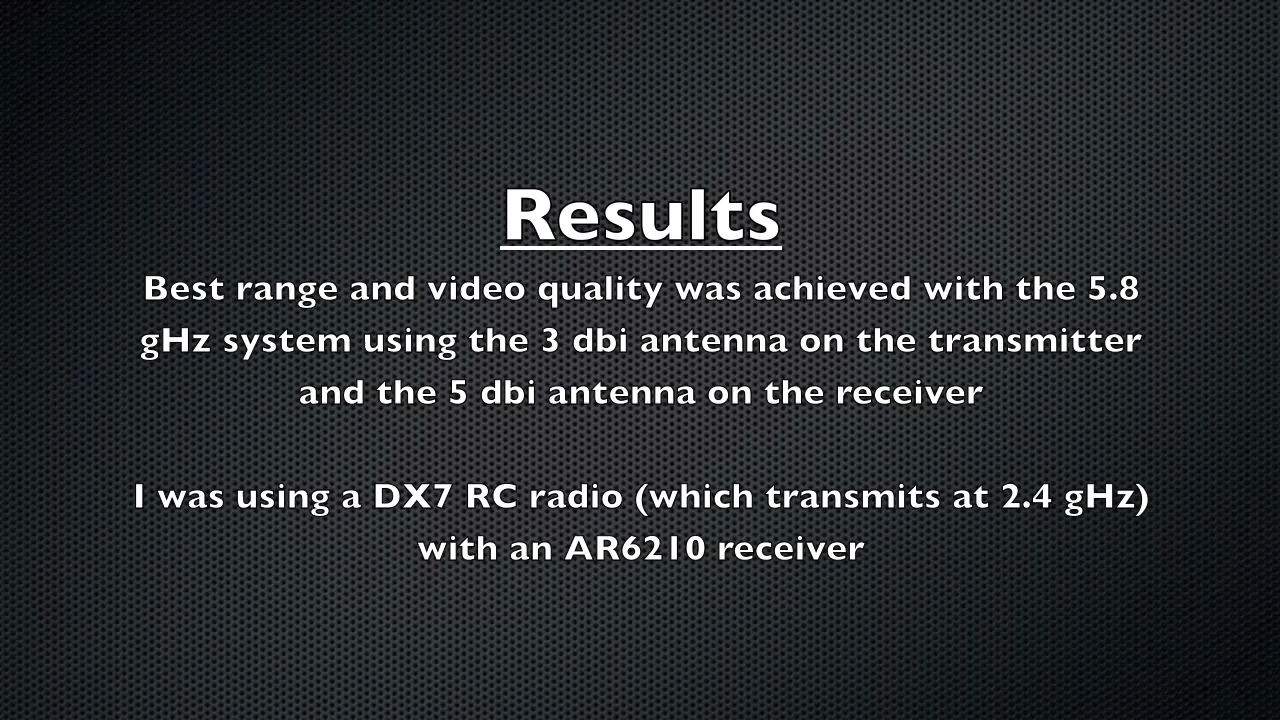 Results
Best range and video quality was achieved with the 5.8
gHz system using the 3 dbi antenna on the transmitter
and the 5 dbi antenna on the receiver
I was using a DX7 RC radio (which transmits at 2.4 gHz)
with an AR6210 receiver